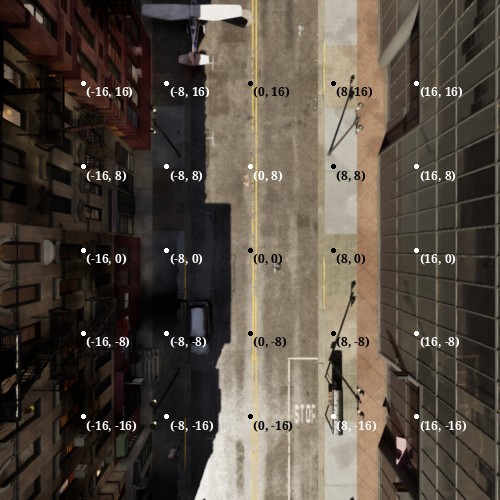 (-16, 16) (-8, 16) (0, 16) (8, 16) (16, 16)
(-16, 8) (-8, 8) (0, 8) (8, 8) (16, 8)
(-16, 0) (-8, 0) (0, 0) (8, 0) (16, 0)
(-16, -8) (-8, -8) (0, -8) (8, -8) (16, -8)
(-16, -16) (-8, -16) (0, -16) (8, -16) (16, -16)
STOP